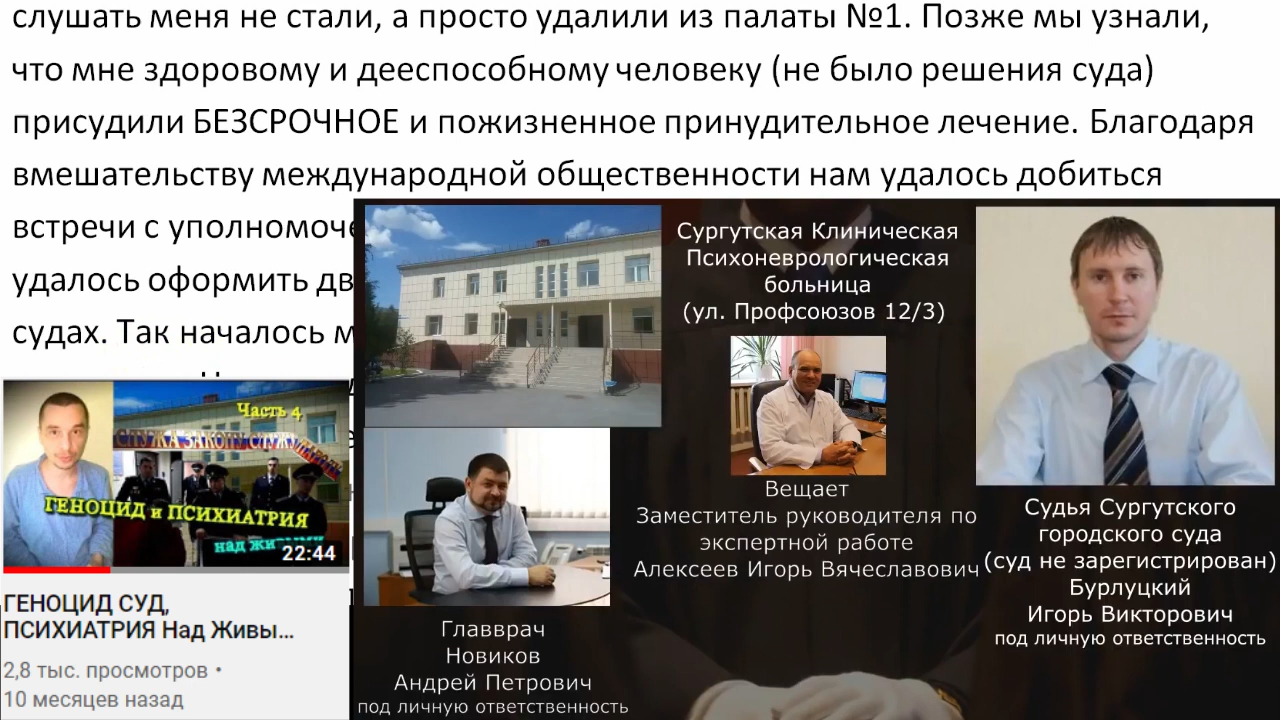 слушать меня не стали, а просто удалили из палаты №1. Позже мы узнали,
что мне здоровому и дееспособному человеку (не было решения суда)
присудили БЕЗСРОЧНОЕ и пожизненное принудительное лечение. Благодаря
вмешательству международной общественности нам удалось добиться
встречи с уполномоче
удалось оформить дв
судах. Так началось м
Сургутская Клиническая
Психоневрологическая
больница
(ул. Профсоюзов 12/3)
Вещает
Заместитель руководителя по
экспертной работе
Алексеев Игорь Вячеславович
Судья Сургутского
городского суда
(суд не зарегистрирован)
Бурлуцкий
Игорь Викторович
под личную ответственность
Главврач
Новиков
Андрей Петрович
под личную ответственность
Часть 4
ГЕНОЦИД и ПСИХИАТРИЯ
над
22:44
ГЕНОЦИД СУД,
ПСИХИАТРИЯ Над Живы...
2,8 тыс. просмотров •
10 месяцев назад